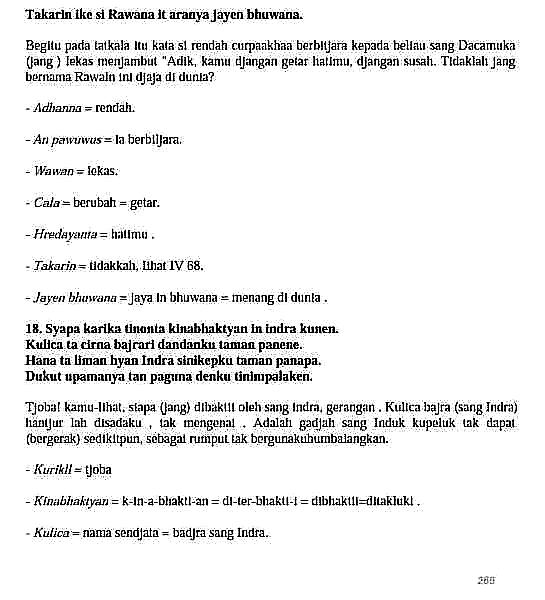 Takarin ike si Rawana it aranya jayen bhuwana.
Begitu pada tatkala itu kata si rendah curpaakhaa berbitjara kepada beliau sang Dacamuka
(jang ) lekas menjambut "Adik, kamu djangan getar hatimu, djangan susah. Tidaklah jang
bernama Rawain ini djaja di dunia?
- Adhanna = rendah.
- An pawuwus = ia berbitjara.
- Wawan = lekas.
- Cala = berubah = getar.
- Hredayanta = hatimu .
- Takarin = tidakkah, lihat IV 68.
- Jayen bhuwana = jaya in bhuwana = menang di dunia .
18. Syapa karika tinonta kinabhaktyan in indra kunen.
Kulica ta cirna bajrari dandanku taman panene.
Hana ta liman hyan Indra sinikepku taman panapa.
Dukut upamanya tan paguna denku tinimpalaken.
Tjoba! kamu-lihat, siapa (jang) dibakiti oleh sang indra, gerangan . Kulica bajra (sang Indra)
hantjur lah disadaku , tak mengenai . Adalah gadjah sang Induk kupeluk tak dapat
(bergerak) sedikitpun, sebagai rumput tak bergunakuhumbalangkan.
- Kurikil = tjoba
- Kinabhaktyan = k-in-a-bhakti-an = di-ter-bhakti-i = dibhaktii=ditakluki .
- Kulica = nama sendjata = badjra sang Indra.
269